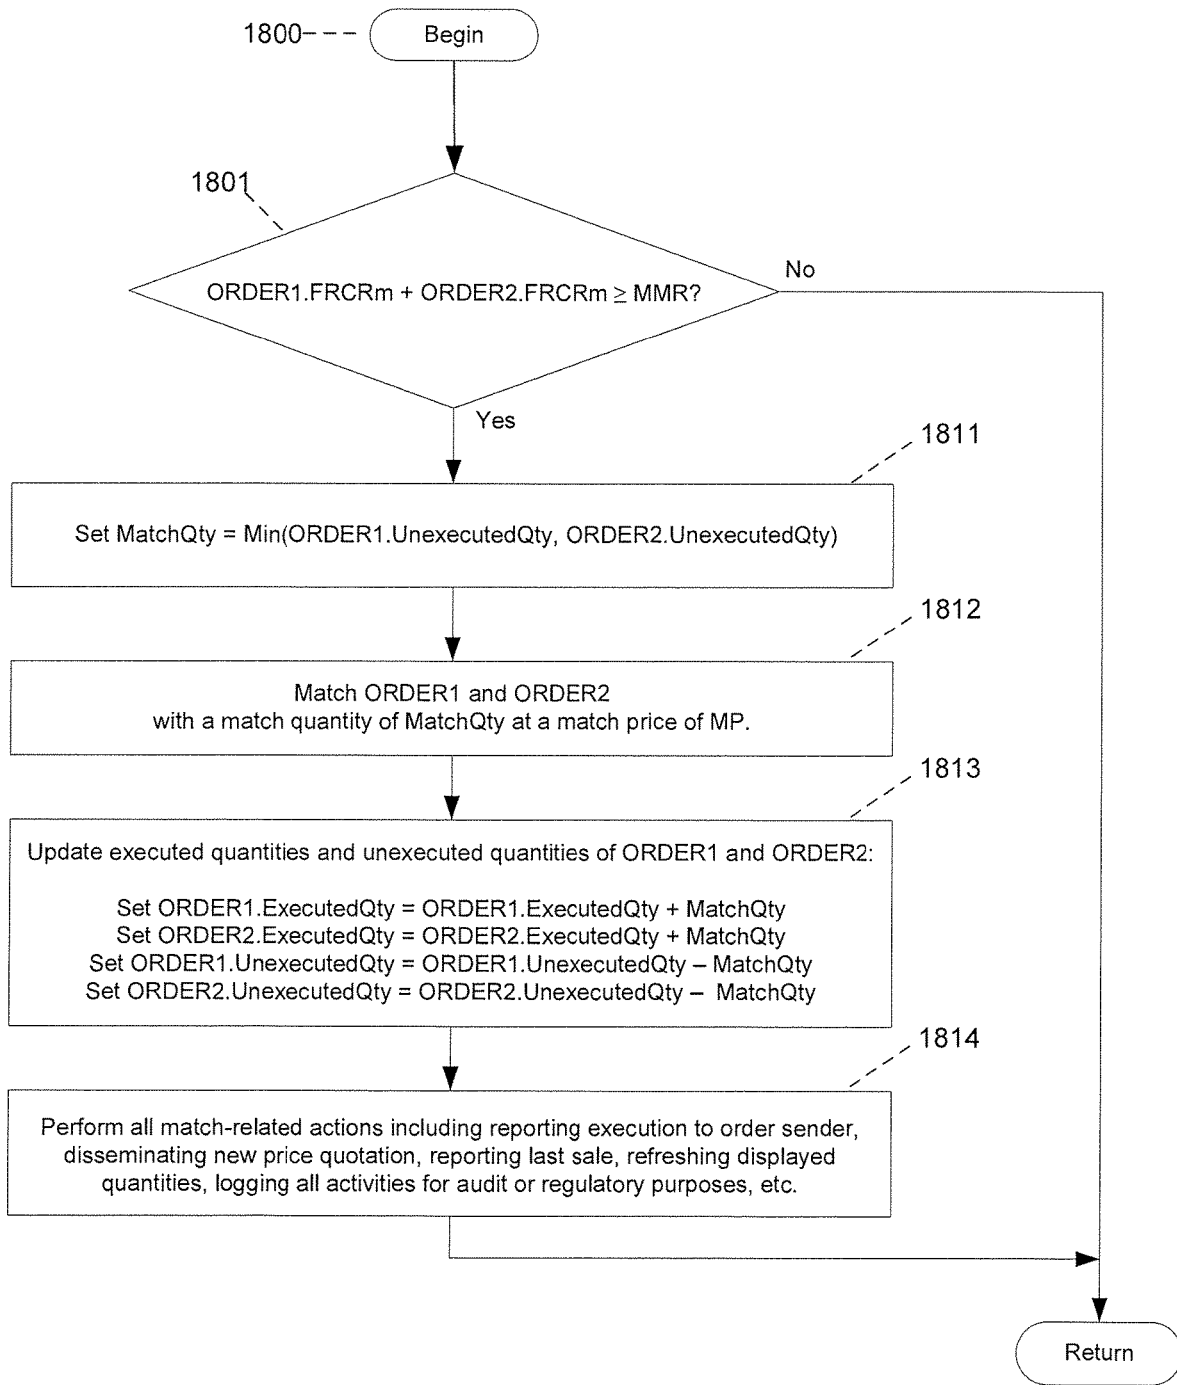 1800
Begin
1801
ORDER1.FRCRm + ORDER2.FRCRm ≥ MMR?
No
Yes
1811
Set MatchQty = Min(ORDER1.UnexecutedQty, ORDER2.UnexecutedQty)
1812
Match ORDER1 and ORDER2
with a match quantity of MatchQty at a match price of MP.
1813
Update executed quantities and unexecuted quantities of ORDER1 and ORDER2:
Set ORDER1.ExecutedQty = ORDER1.ExecutedQty + MatchQty
Set ORDER2.ExecutedQty = ORDER2.ExecutedQty + MatchQty
Set ORDER1.UnexecutedQty = ORDER1.UnexecutedQty – MatchQty
Set ORDER2.UnexecutedQty = ORDER2.UnexecutedQty – MatchQty
1814
Perform all match-related actions including reporting execution to order sender,
disseminating new price quotation, reporting last sale, refreshing displayed
quantities, logging all activities for audit or regulatory purposes, etc.
Return